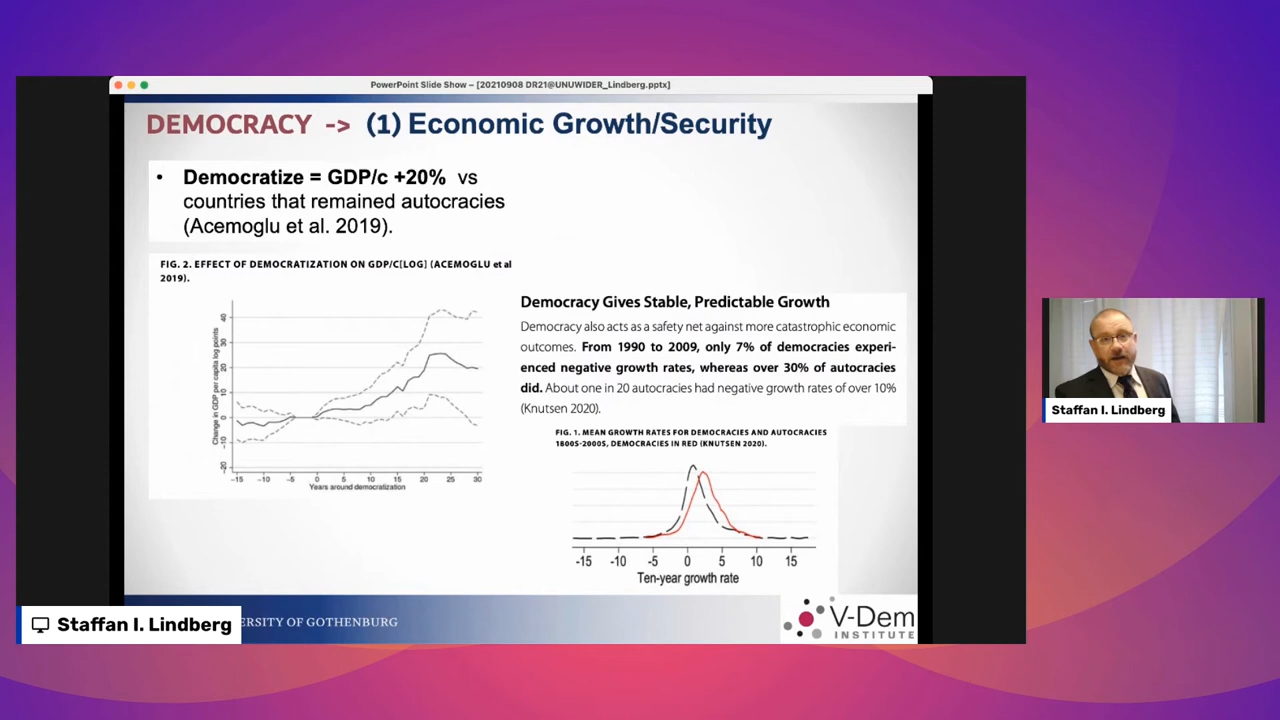 PowerPoint Slide Show – [20210908 DR21@UNUWIDER_Lindberg.pptx]
DEMOCRACY -> (1) Economic Growth/Security
• Democratize = GDP/c +20% vs
countries that remained autocracies
(Acemoglu et al. 2019).
FIG. 2. EFFECT OF DEMOCRATIZATION ON GDP/C[LOG] (ACEMOGLU et al
2019).
Change in GDP per capita log points
40
30
20
10
0
-10
-20
-15 -10 -5 0 5 10 15 20 25 30
Years around democratization
Democracy Gives Stable, Predictable Growth
Democracy also acts as a safety net against more catastrophic economic
outcomes. From 1990 to 2009, only 7% of democracies experi-
enced negative growth rates, whereas over 30% of autocracies
did. About one in 20 autocracies had negative growth rates of over 10%
(Knutsen 2020).
FIG. 1. MEAN GROWTH RATES FOR DEMOCRACIES AND AUTOCRACIES
1800S-2000S, DEMOCRACIES IN RED (KNUTSEN 2020).
-15 -10 -5 0 5 10 15
Ten-year growth rate
Staffan I. Lindberg
ERSITY OF GOTHENBURG
V-Dem
INSTITUTE
Staffan I. Lindberg